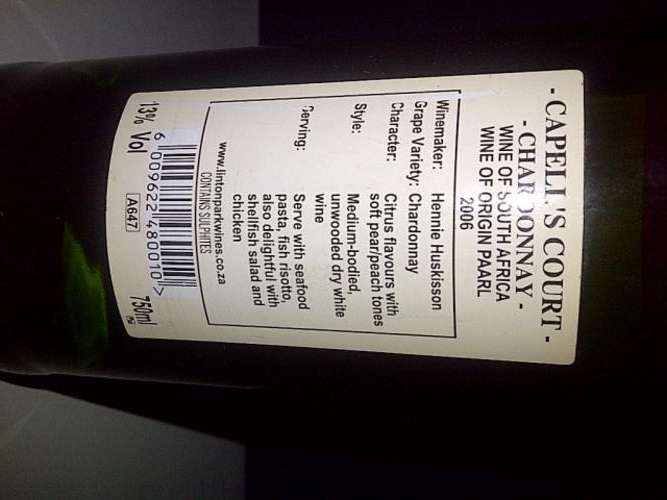 - CAPELL'S COURT -
- CHARDONNAY -
WINE OF SOUTH AFRICA
WINE OF ORIGIN PAARL
2006
Winemaker: Hennie Huskisson
Grape Variety: Chardonnay
Character: Citrus flavours with
soft pear/peach tones
Style: Medium-bodied,
unwooded dry white
wine
Serving: Serve with seafood
pasta, fish risotto,
also delightful with
shellfish salad and
chicken
www.lintonparkwines.co.za
CONTAINS SULPHITES
6 009622 480010 >
13% Vol
A647
750ml